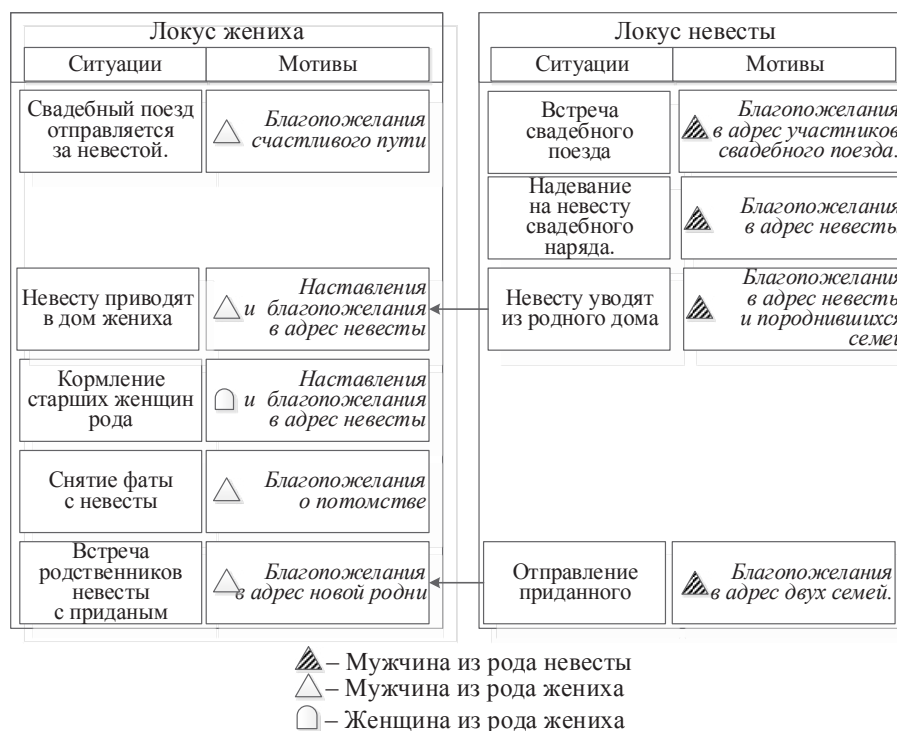 Локус жениха
Ситуации
Мотивы
Свадебный поезд
отправляется
за невестой.
Благопожелания
счастливого пути
Невесту приводят
в дом жениха
Наставления
и благопожелания
в адрес невесты
Кормление
старших женщин
рода
Наставления
и благопожелания
в адрес невесты
Снятие фаты
с невесты
Благопожелания
о потомстве
Встреча
родственников
невесты
с приданым
Благопожелания
в адрес новой родни
Локус невесты
Ситуации
Мотивы
Встреча
свадебного
поезда
Благопожелания
в адрес участников
свадебного поезда.
Надевание
на невесту
свадебного
наряда.
Благопожелания
в адрес невесты
Невесту уводят
из родного дома
Благопожелания
в адрес невесты
и породнившихся
семей
Отправление
приданного
Благопожелания
в адрес двух семей.
– Мужчина из рода невесты
– Мужчина из рода жениха
– Женщина из рода жениха